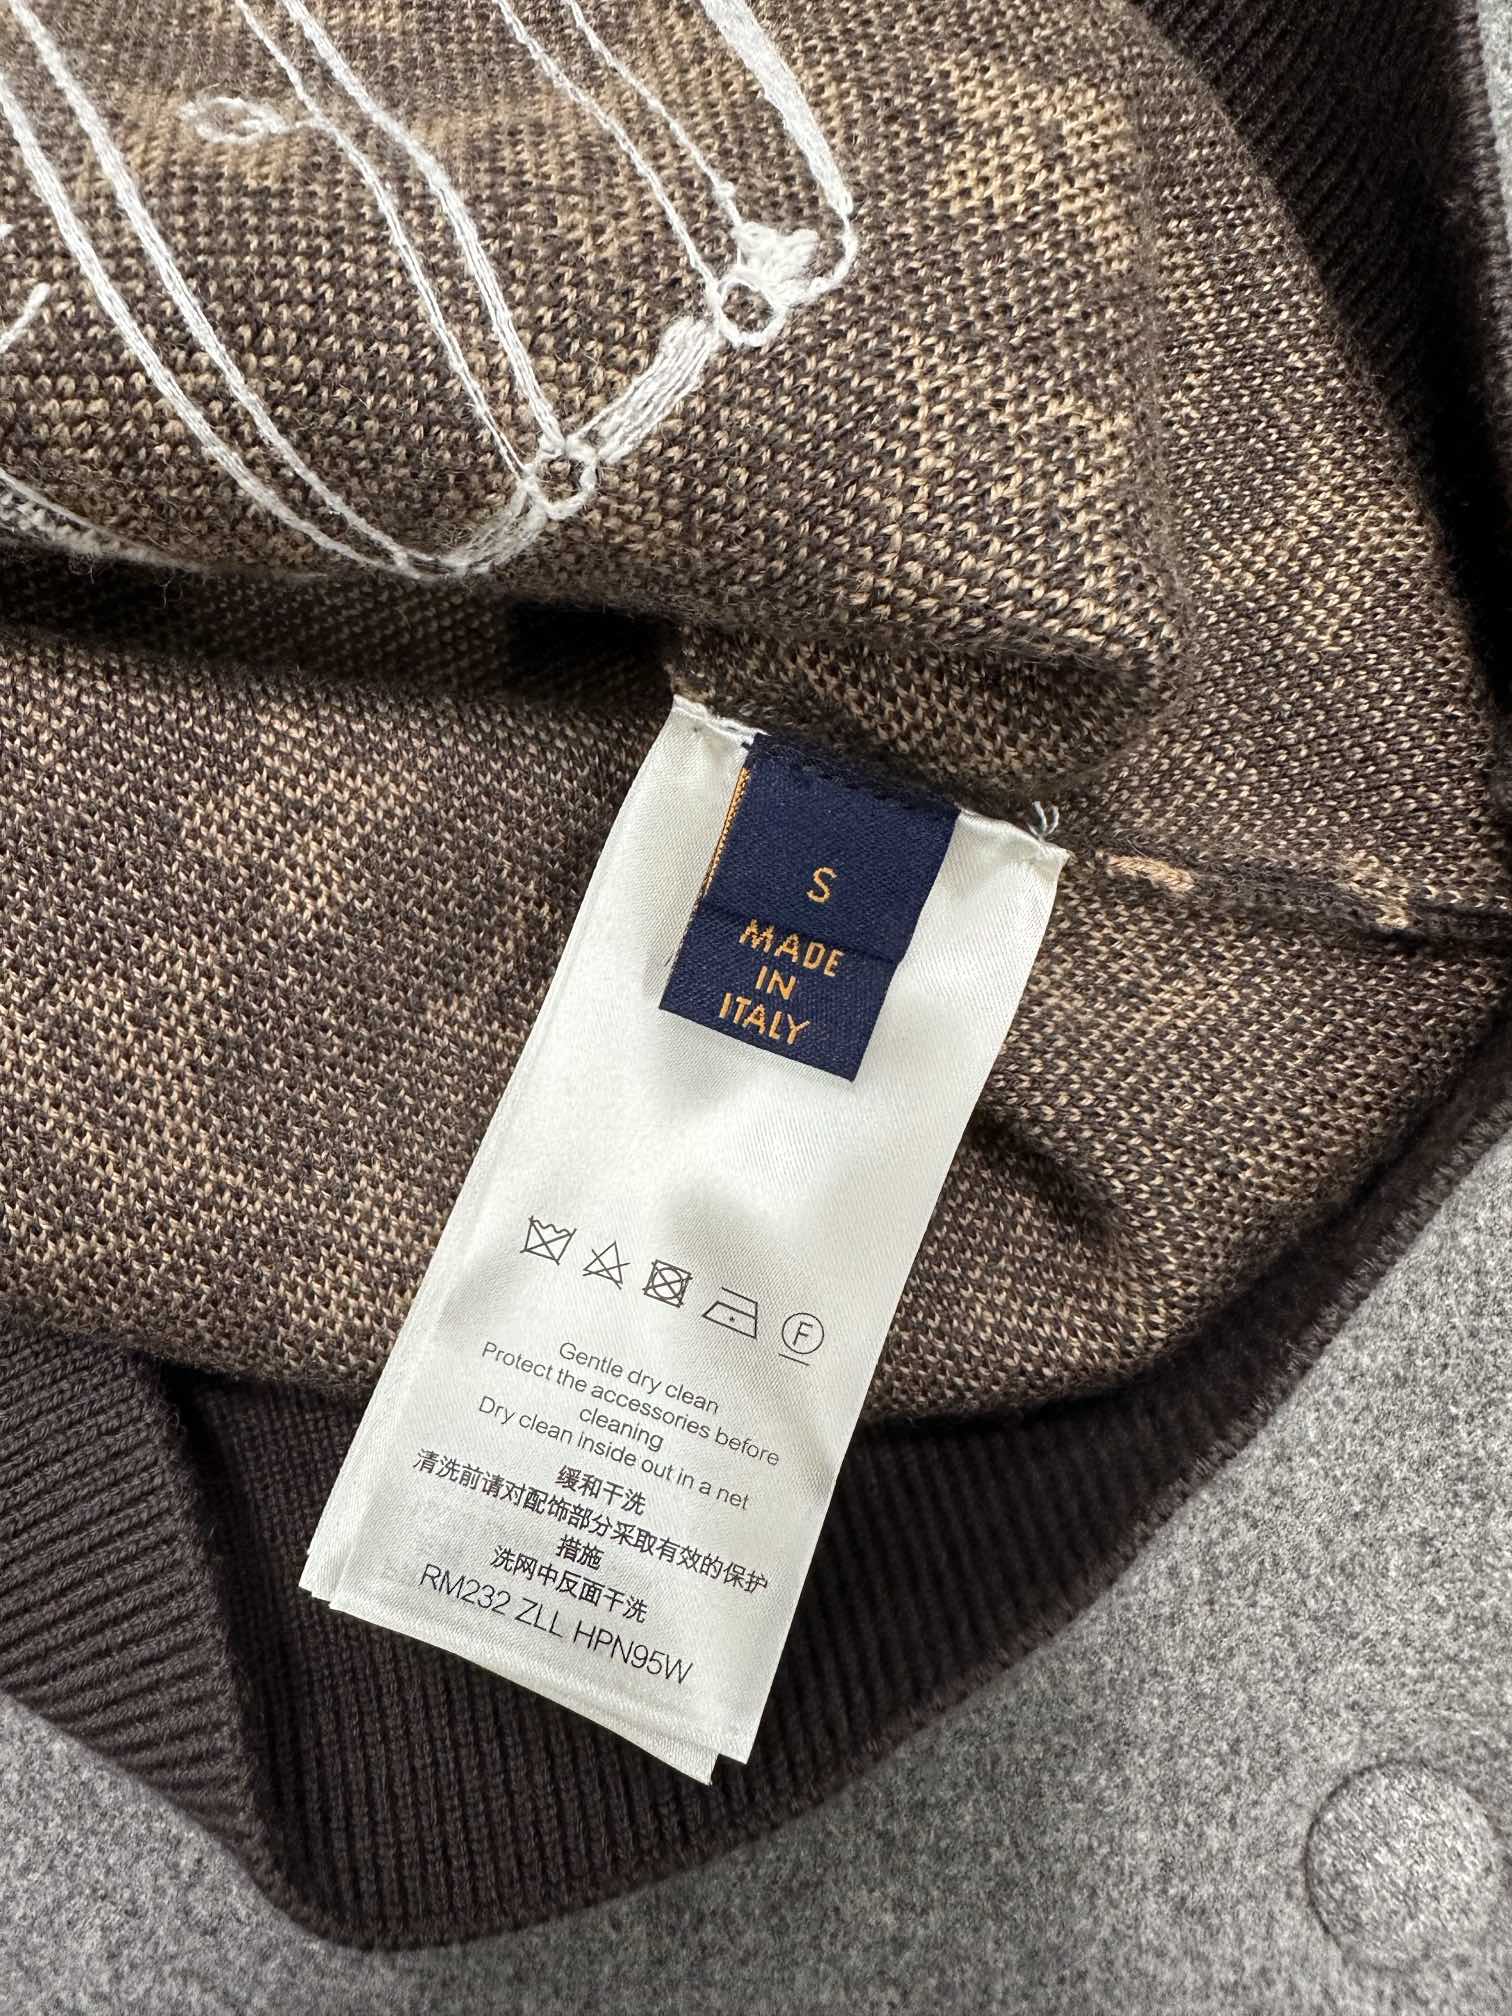 S
MADE
IN
ITALY
F
Gentle dry clean
Protect the accessories before
cleaning
Dry clean inside out in a net
缓和干洗
清洗前请对配饰部分采取有效的保护
措施
洗网中反面干洗
RM232 ZLL HPN95W